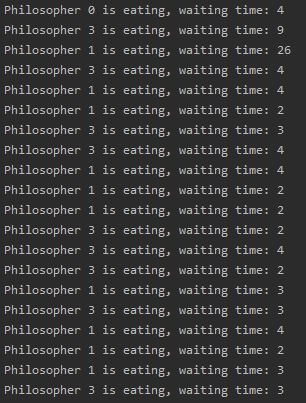 Philosopher 0 is eating, waiting time: 4
Philosopher 3 is eating, waiting time: 9
Philosopher 1 is eating, waiting time: 26
Philosopher 3 is eating, waiting time: 4
Philosopher 1 is eating, waiting time: 4
Philosopher 1 is eating, waiting time: 2
Philosopher 3 is eating, waiting time: 3
Philosopher 3 is eating, waiting time: 4
Philosopher 1 is eating, waiting time: 4
Philosopher 1 is eating, waiting time: 2
Philosopher 1 is eating, waiting time: 2
Philosopher 3 is eating, waiting time: 2
Philosopher 3 is eating, waiting time: 4
Philosopher 3 is eating, waiting time: 2
Philosopher 1 is eating, waiting time: 3
Philosopher 3 is eating, waiting time: 3
Philosopher 1 is eating, waiting time: 4
Philosopher 1 is eating, waiting time: 2
Philosopher 1 is eating, waiting time: 3
Philosopher 3 is eating, waiting time: 3